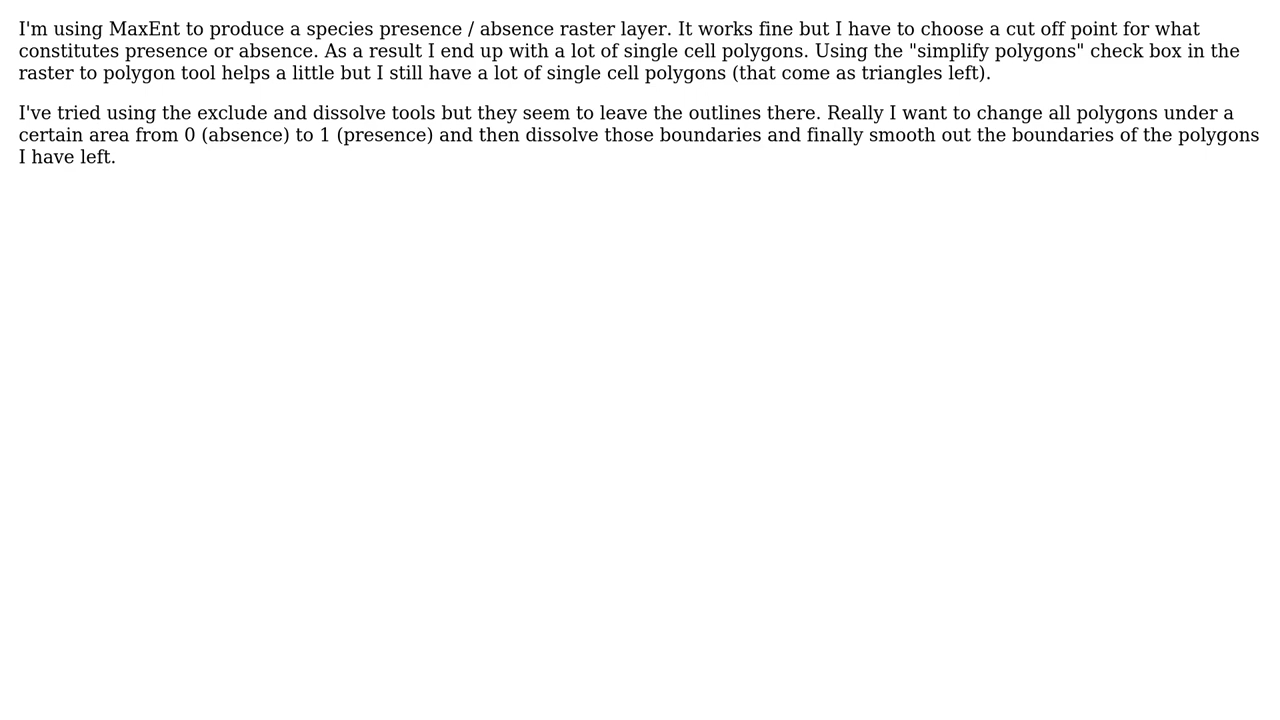 I'm using MaxEnt to produce a species presence / absence raster layer. It works fine but I have to choose a cut off point for what
constitutes presence or absence. As a result I end up with a lot of single cell polygons. Using the "simplify polygons" check box in the
raster to polygon tool helps a little but I still have a lot of single cell polygons (that come as triangles left).
I've tried using the exclude and dissolve tools but they seem to leave the outlines there. Really I want to change all polygons under a
certain area from 0 (absence) to 1 (presence) and then dissolve those boundaries and finally smooth out the boundaries of the polygons
I have left.